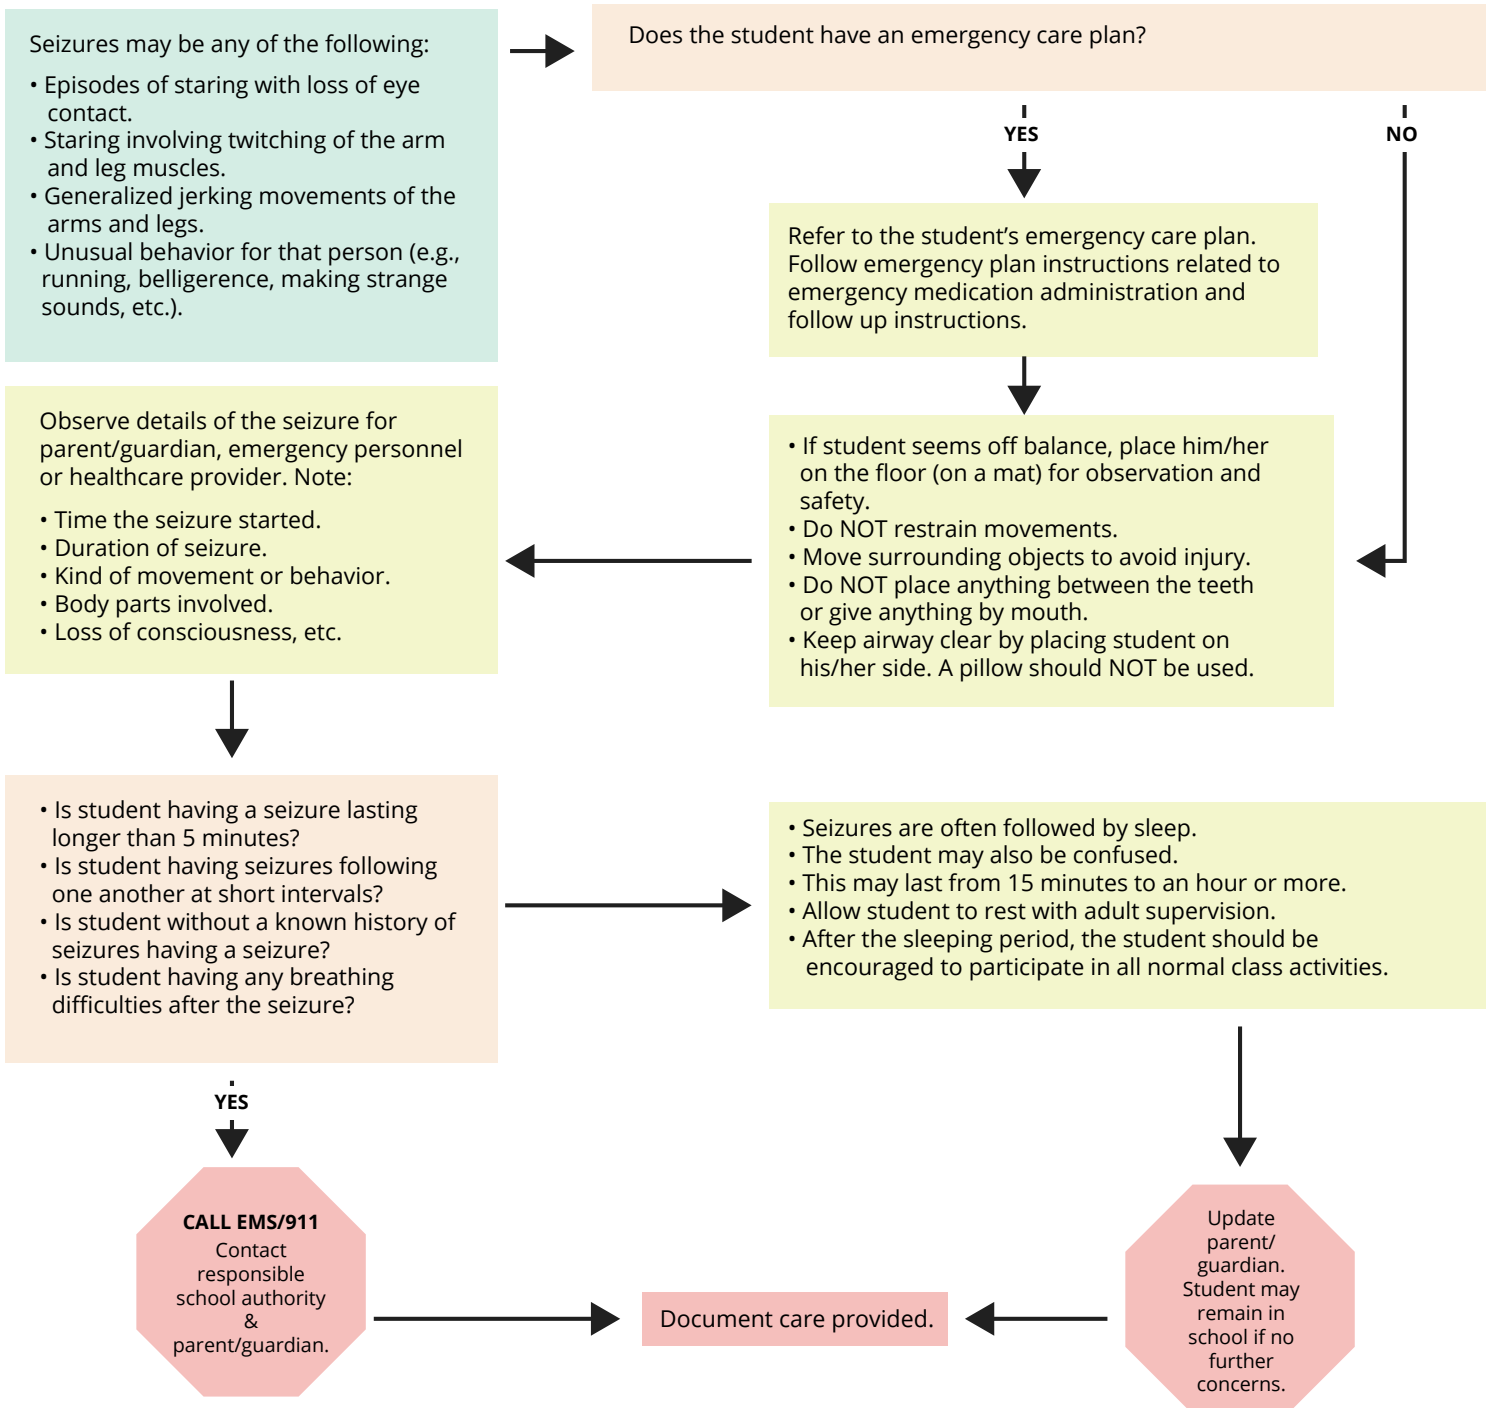 Seizures may be any of the following:
• Episodes of staring with loss of eye
contact.
• Staring involving twitching of the arm
and leg muscles.
• Generalized jerking movements of the
arms and legs.
• Unusual behavior for that person (e.g.,
running, belligerence, making strange
sounds, etc.).
Does the student have an emergency care plan?
YES
NO
Refer to the student’s emergency care plan.
Follow emergency plan instructions related to
emergency medication administration and
follow up instructions.
• If student seems off balance, place him/her
on the floor (on a mat) for observation and
safety.
• Do NOT restrain movements.
• Move surrounding objects to avoid injury.
• Do NOT place anything between the teeth
or give anything by mouth.
• Keep airway clear by placing student on
his/her side. A pillow should NOT be used.
Observe details of the seizure for
parent/guardian, emergency personnel
or healthcare provider. Note:
• Time the seizure started.
• Duration of seizure.
• Kind of movement or behavior.
• Body parts involved.
• Loss of consciousness, etc.
• Is student having a seizure lasting
longer than 5 minutes?
• Is student having seizures following
one another at short intervals?
• Is student without a known history of
seizures having a seizure?
• Is student having any breathing
difficulties after the seizure?
• Seizures are often followed by sleep.
• The student may also be confused.
• This may last from 15 minutes to an hour or more.
• Allow student to rest with adult supervision.
• After the sleeping period, the student should be
encouraged to participate in all normal class activities.
YES
CALL EMS/911
Contact
responsible
school authority
&
parent/guardian.
Document care provided.
Update
parent/
guardian.
Student may
remain in
school if no
further
concerns.